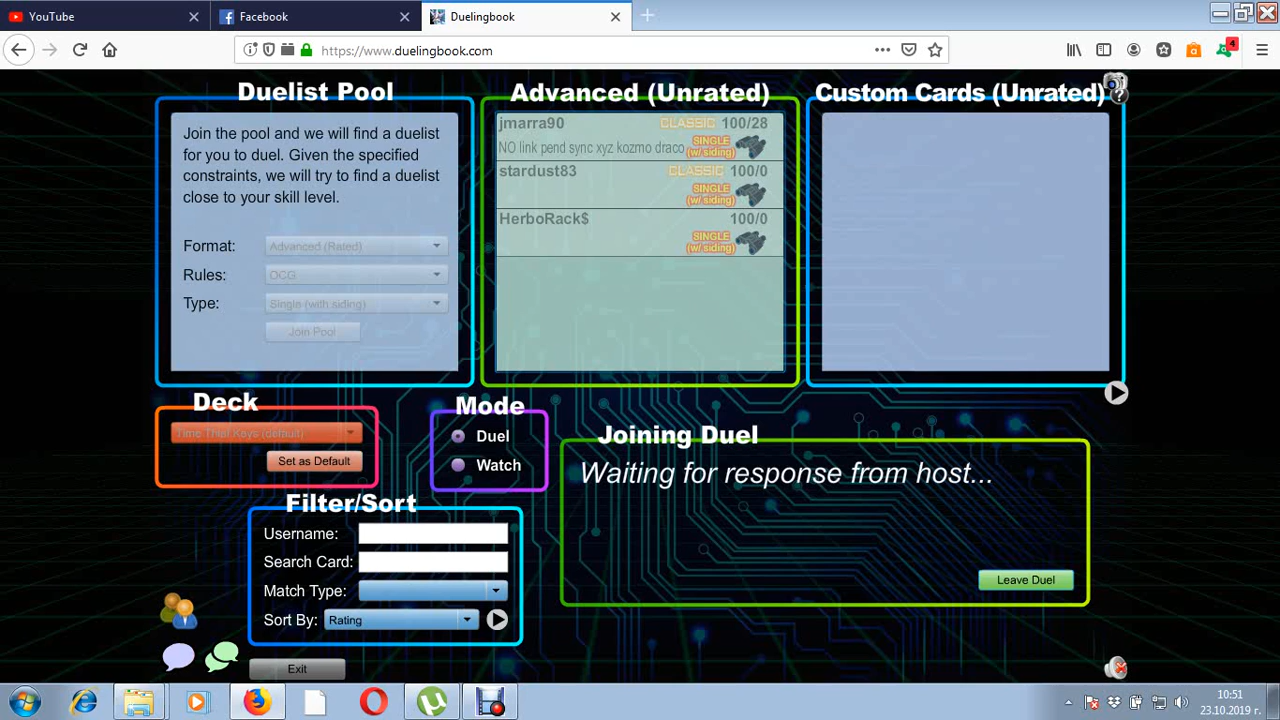 YouTube
Facebook
Duelingbook
https://www.duelingbook.com
4
Duelist Pool
Join the pool and we will find a duelist
for you to duel. Given the specified
constraints, we will try to find a duelist
close to your skill level.
Format: Advanced (Rated)
Rules: OCG
Type: Single (with siding)
Join Pool
Advanced (Unrated)
jmarra90 CLASSIC 100/28
NO link pend sync xyz kozmo draco SINGLE
(w/ siding)
stardust83 CLASSIC 100/0
SINGLE
(w/ siding)
HerboRack$ 100/0
SINGLE
(w/ siding)
Custom Cards (Unrated)
?
Deck
Time Thief Keys (default)
Set as Default
Mode
Duel
Watch
Joining Duel
Waiting for response from host...
Leave Duel
Filter/Sort
Username:
Search Card:
Match Type:
Sort By: Rating
Exit
10:51
23.10.2019 г.